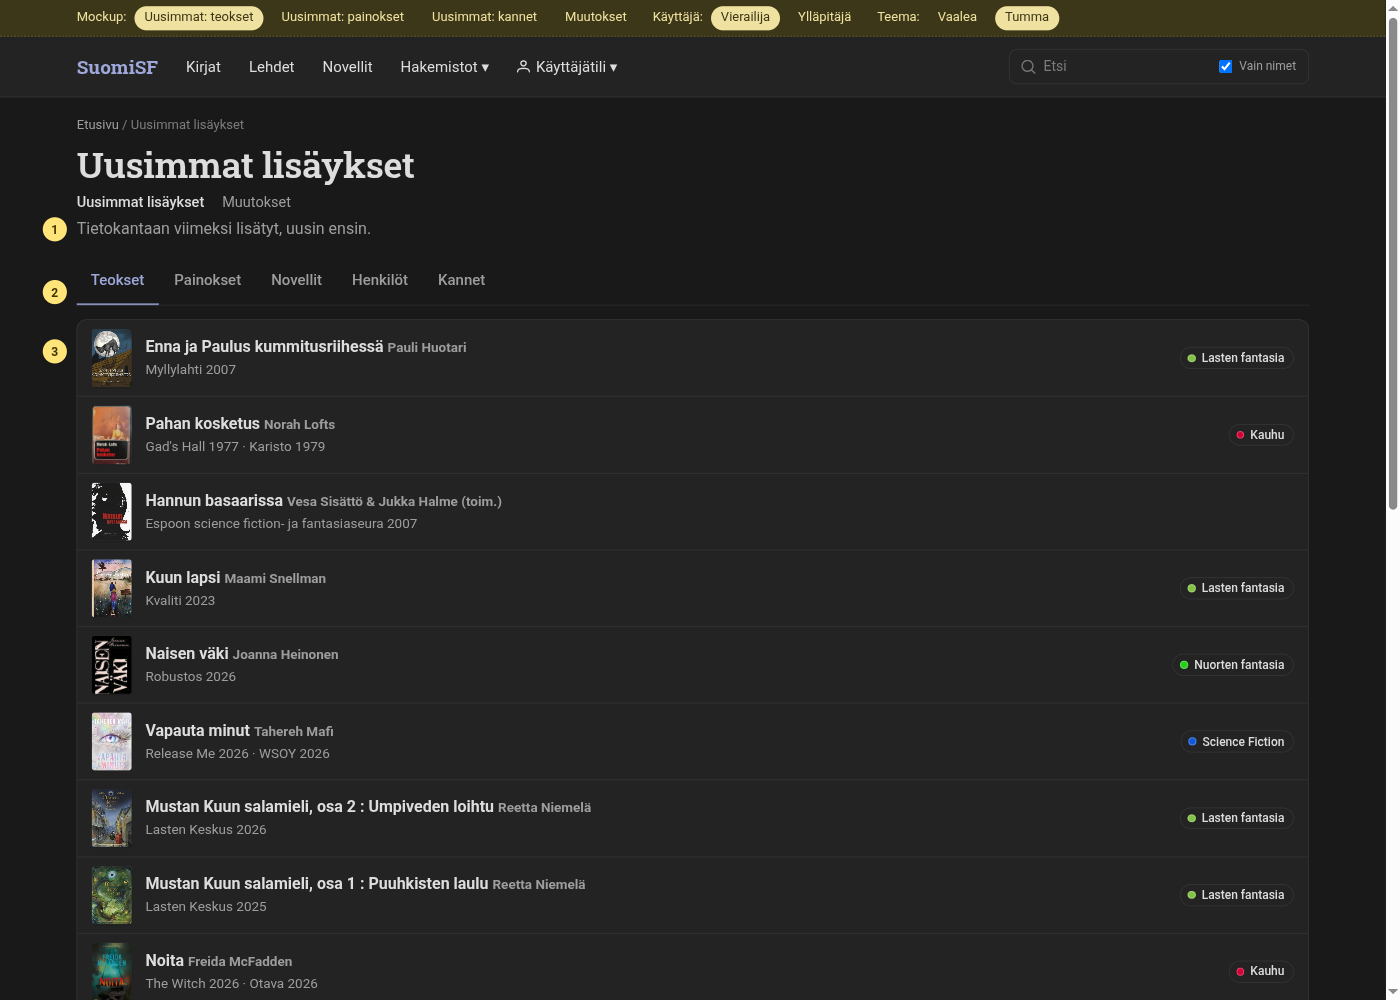 Mockup: Uusimmat: teokset Uusimmat: painokset Uusimmat: kannet Muutokset Käyttäjä: Vierailija Ylläpitäjä Teema: Vaalea Tumma
SuomiSF Kirjat Lehdet Novellit Hakemistot ▾ Käyttäjätili ▾ Etsi Vain nimet
Etusivu / Uusimmat lisäykset
Uusimmat lisäykset
Uusimmat lisäykset Muutokset
1 Tietokantaan viimeksi lisätyt, uusin ensin.
2 Teokset Painokset Novellit Henkilöt Kannet
3 Enna ja Paulus kummitusriihessä Pauli Huotari
Myllylahti 2007
Lasten fantasia
Pahan kosketus Norah Lofts
Gad's Hall 1977 · Karisto 1979
Kauhu
Hannun basaarissa Vesa Sisättö & Jukka Halme (toim.)
Espoon science fiction- ja fantasiaseura 2007
Kuun lapsi Maami Snellman
Kvaliti 2023
Lasten fantasia
NAISEN VÄKI
Naisen väki Joanna Heinonen
Robustos 2026
Nuorten fantasia
Vapauta minut Tahereh Mafi
Release Me 2026 · WSOY 2026
Science Fiction
Mustan Kuun salamieli, osa 2 : Umpiveden loihtu Reetta Niemelä
Lasten Keskus 2026
Lasten fantasia
Mustan Kuun salamieli, osa 1 : Puuhkisten laulu Reetta Niemelä
Lasten Keskus 2025
Lasten fantasia
NOITA
Noita Freida McFadden
The Witch 2026 · Otava 2026
Kauhu